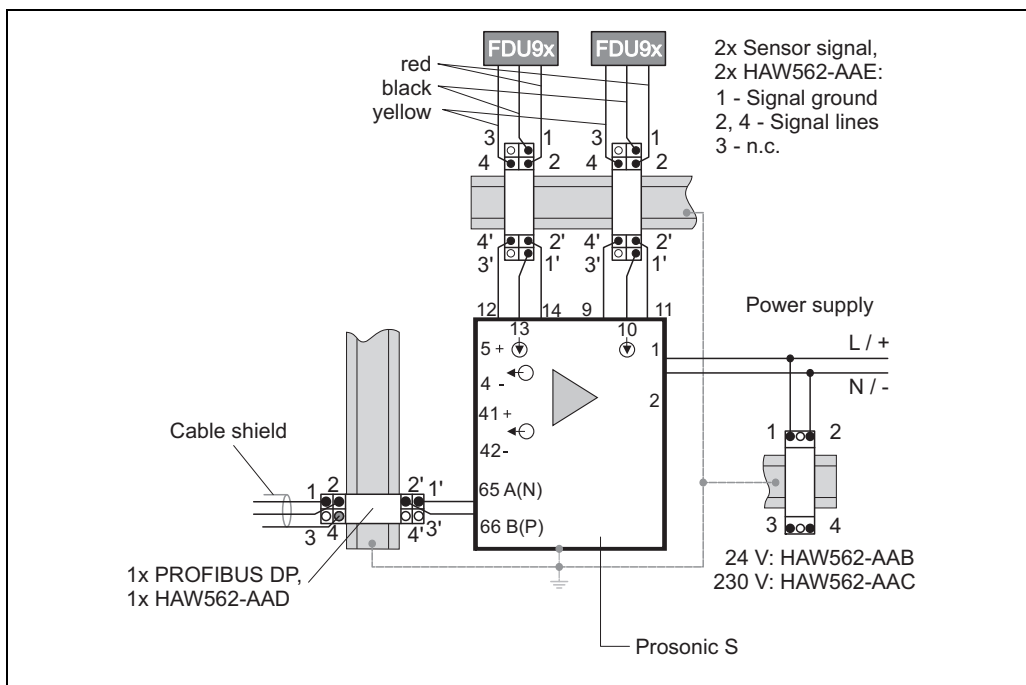 FDU9x FDU9x
red
black
yellow
2x Sensor signal,
2x HAW562-AAE:
1 - Signal ground
2, 4 - Signal lines
3 - n.c.
3 1 3 1
4 2 4 2
4' 2' 4' 2'
3' 1' 3' 1'
12 14 9 11
13 10
Power supply
5 + 1
L / +
4 - 2
N / -
41 +
42 -
Cable shield
1 2 2' 1'
65 A(N)
3 4 4' 3'
66 B(P)
1 2
3 4
24 V: HAW562-AAB
230 V: HAW562-AAC
1x PROFIBUS DP,
1x HAW562-AAD
Prosonic S